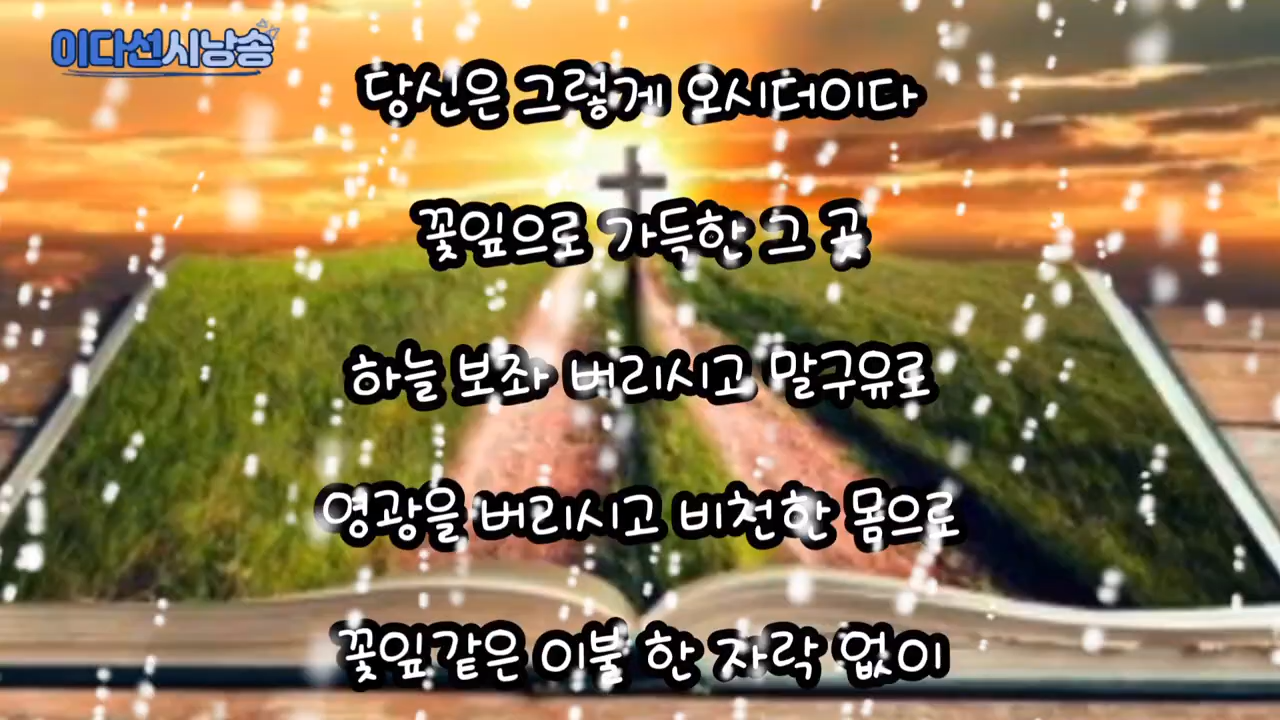 이다선시낭송
당신은 그렇게 오시더이다
꽃잎으로 가득한 그 곳
하늘 보좌 버리시고 말구유로
영광을 버리시고 비천한 몸으로
꽃잎같은 이불 한 자락 없이